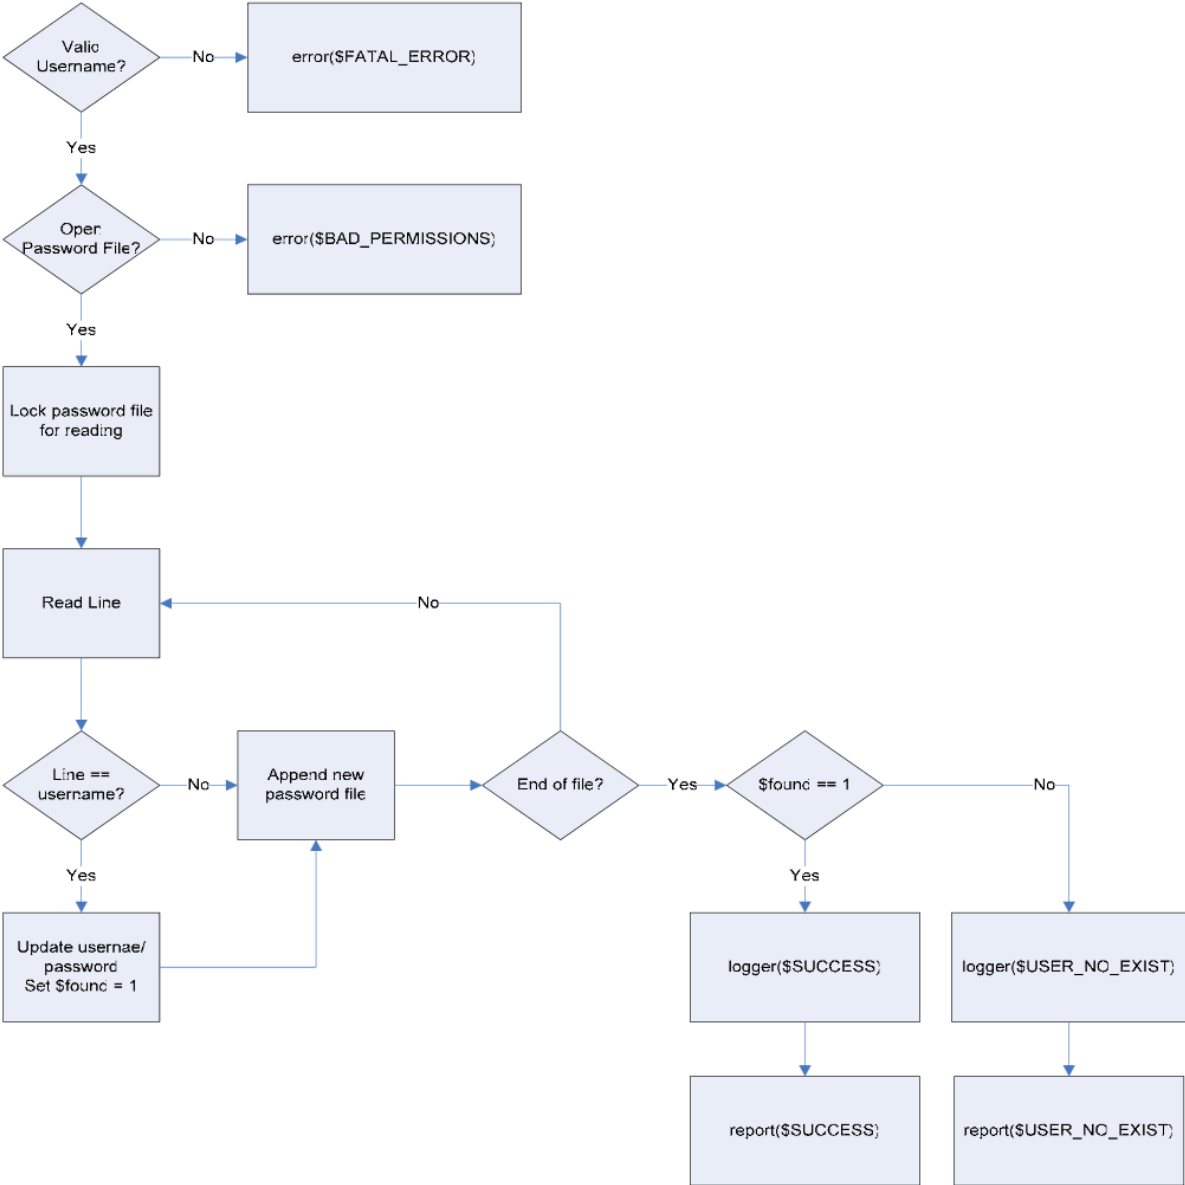 Valid
Username?
No
error($FATAL_ERROR)
Yes
Open
Password File?
No
error($BAD_PERMISSIONS)
Yes
Lock password file
for reading
Read Line
No
Line ==
username?
No
Append new
password file
End of file?
Yes
$found == 1
No
Yes
Yes
Update usernae/
password
Set $found = 1
logger($SUCCESS)
logger($USER_NO_EXIST)
report($SUCCESS)
report($USER_NO_EXIST)